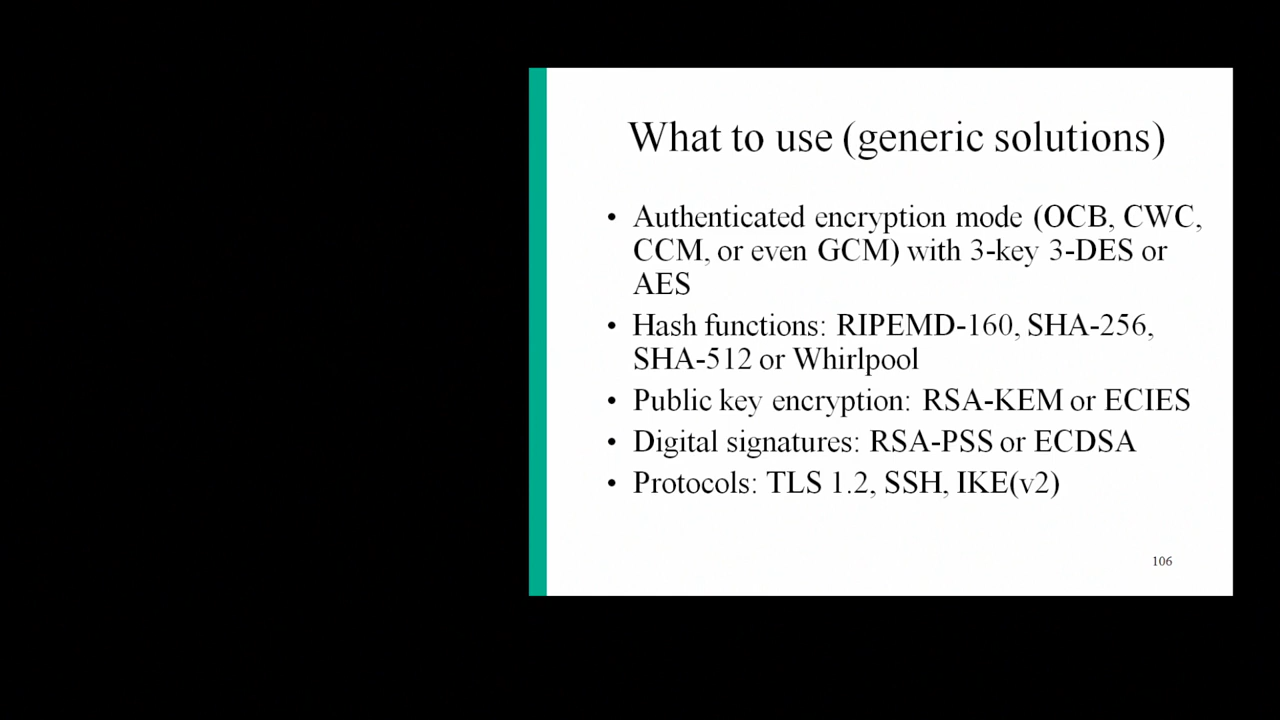 What to use (generic solutions)
• Authenticated encryption mode (OCB, CWC,
CCM, or even GCM) with 3-key 3-DES or
AES
• Hash functions: RIPEMD-160, SHA-256,
SHA-512 or Whirlpool
• Public key encryption: RSA-KEM or ECIES
• Digital signatures: RSA-PSS or ECDSA
• Protocols: TLS 1.2, SSH, IKE(v2)
106